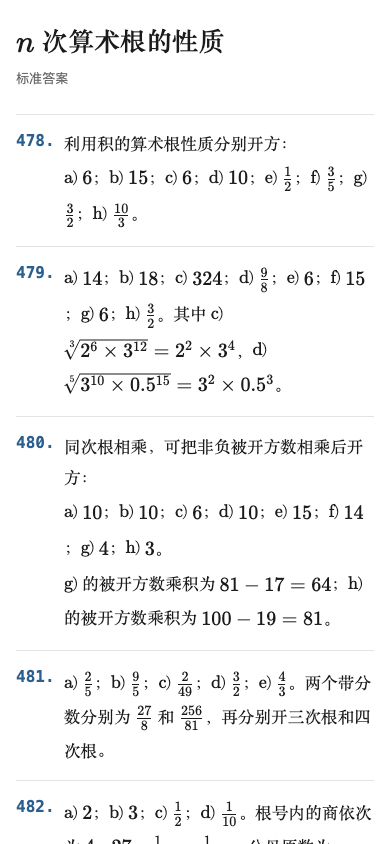 n 次算术根的性质
标准答案
478. 利用积的算术根性质分别开方：
a) 6；b) 15；c) 6；d) 10；e) 1/2；f) 3/5；g)
3/2；h) 10/3。
479. a) 14；b) 18；c) 324；d) 9/8；e) 6；f) 15
；g) 6；h) 3/2。其中 c)
∛(2⁶ × 3¹²) = 2² × 3⁴，d)
⁵√(3¹⁰ × 0.5¹⁵) = 3² × 0.5³。
480. 同次根相乘，可把非负被开方数相乘后开
方：
a) 10；b) 10；c) 6；d) 10；e) 15；f) 14
；g) 4；h) 3。
g) 的被开方数乘积为 81 − 17 = 64；h)
的被开方数乘积为 100 − 19 = 81。
481. a) 2/5；b) 9/5；c) 2/49；d) 3/2；e) 4/3。两个带分
数分别为 27/8 和 256/81，再分别开三次根和四
次根。
482. a) 2；b) 3；c) 1/2；d) 1/10。根号内的商依次